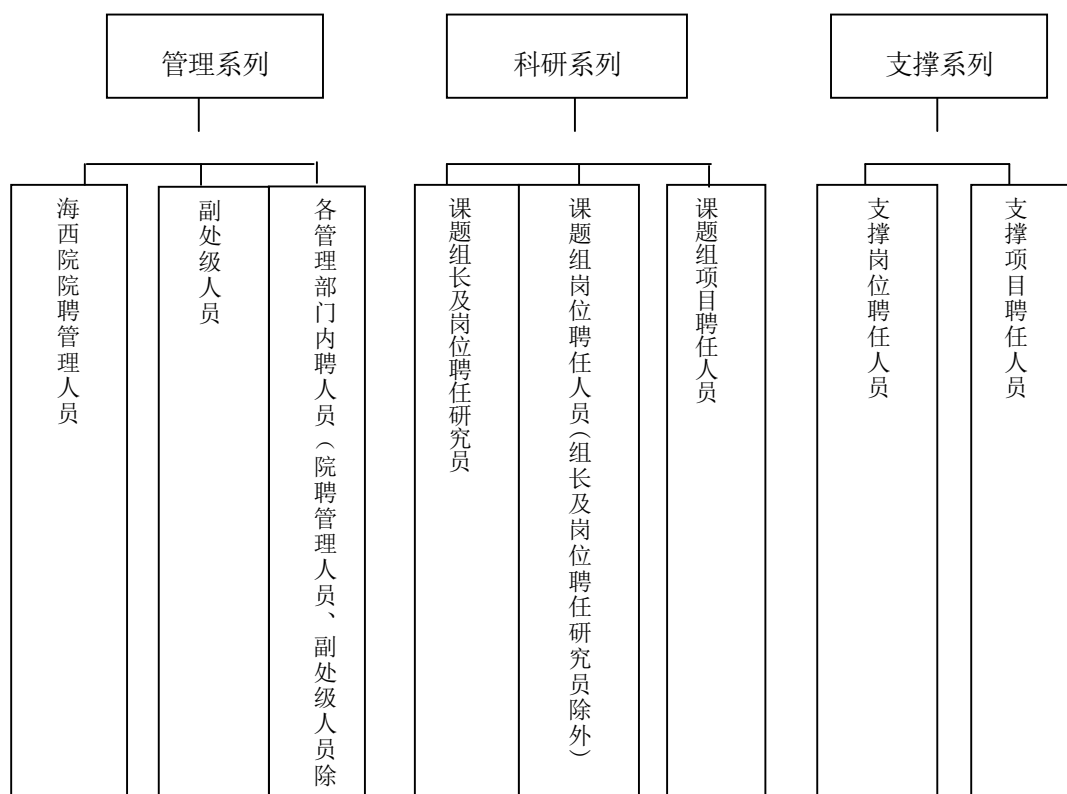 管理系列
科研系列
支撑系列
海西院院聘管理人员
副处级人员
各管理部门内聘人员（院聘管理人员、副处级人员除
课题组长及岗位聘任研究员
课题组岗位聘任人员（组长及岗位聘任研究员除外）
课题组项目聘任人员
支撑岗位聘任人员
支撑项目聘任人员